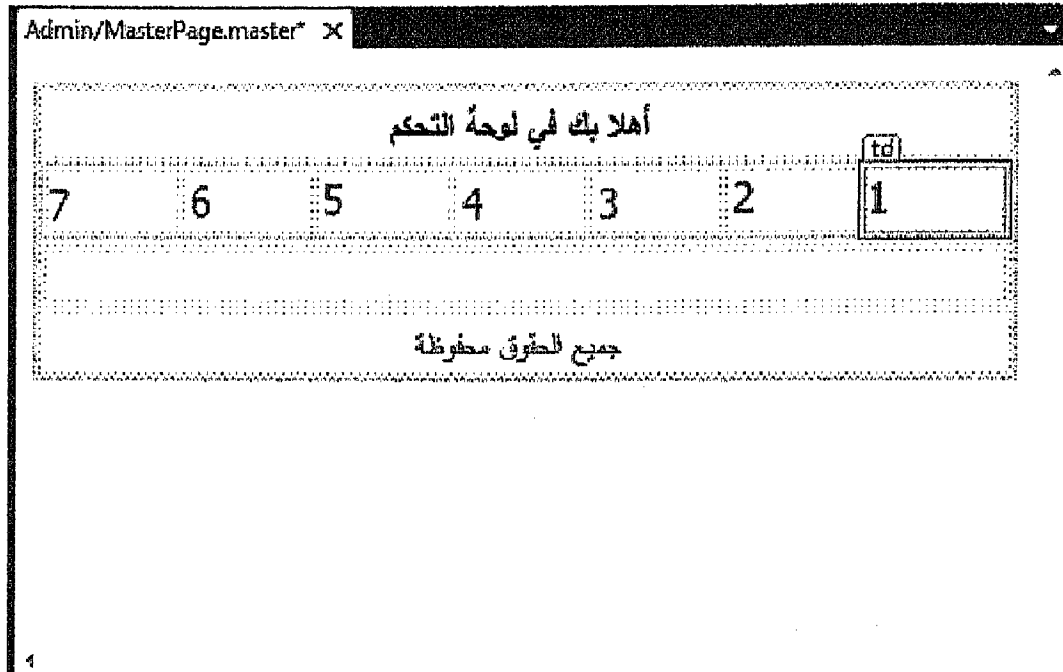 Admin/MasterPage.master* X
أهلا بك في لوحة التحكم
td
7 6 5 4 3 2 1
جميع الحقوق محفوظة